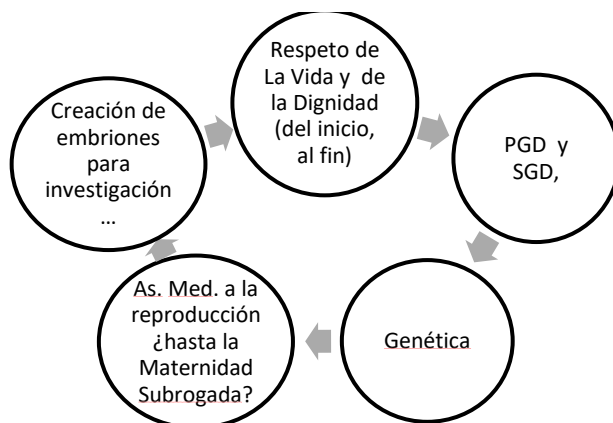 Respeto de
La Vida y  de
la Dignidad
(del inicio,
al fin)
PGD  y
SGD,
Genética
As. Med. a la
reproducción
¿hasta la
Maternidad
Subrogada?
Creación de
embriones
para
investigación
...